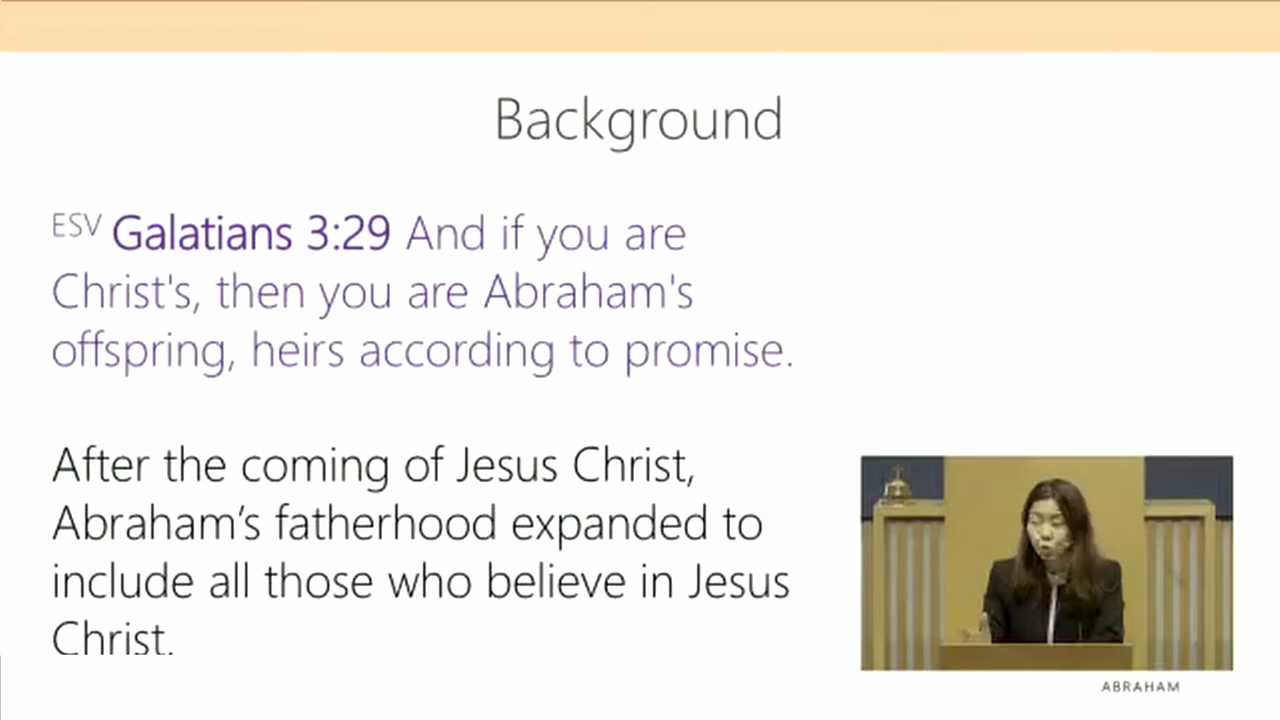 Background
ESV Galatians 3:29 And if you are
Christ's, then you are Abraham's
offspring, heirs according to promise.
After the coming of Jesus Christ,
Abraham’s fatherhood expanded to
include all those who believe in Jesus
Christ.
ABRAHAM